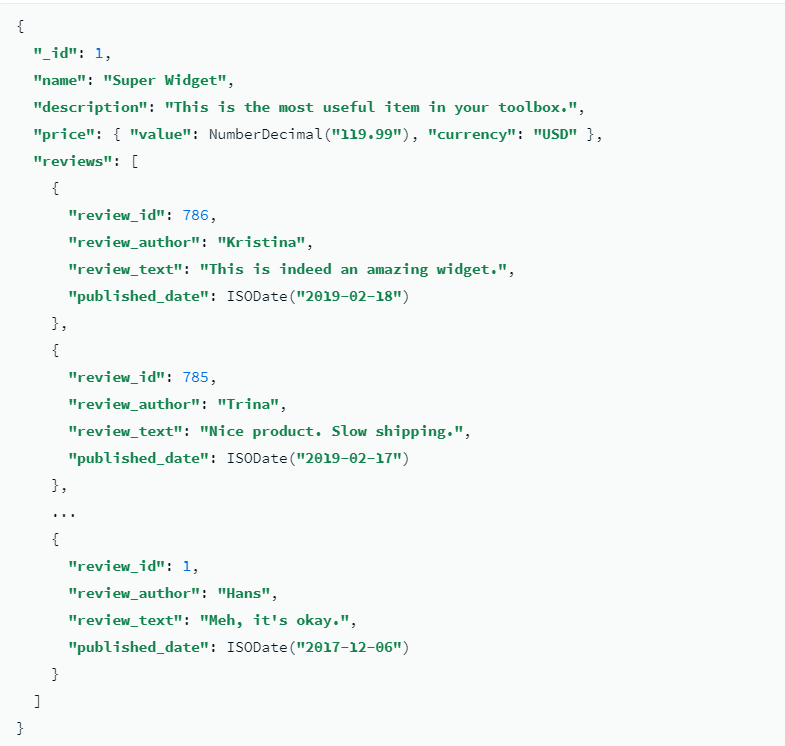 {
  "_id": 1,
  "name": "Super Widget",
  "description": "This is the most useful item in your toolbox.",
  "price": { "value": NumberDecimal("119.99"), "currency": "USD" },
  "reviews": [
    {
      "review_id": 786,
      "review_author": "Kristina",
      "review_text": "This is indeed an amazing widget.",
      "published_date": ISODate("2019-02-18")
    },
    {
      "review_id": 785,
      "review_author": "Trina",
      "review_text": "Nice product. Slow shipping.",
      "published_date": ISODate("2019-02-17")
    },
    ...
    {
      "review_id": 1,
      "review_author": "Hans",
      "review_text": "Meh, it's okay.",
      "published_date": ISODate("2017-12-06")
    }
  ]
}